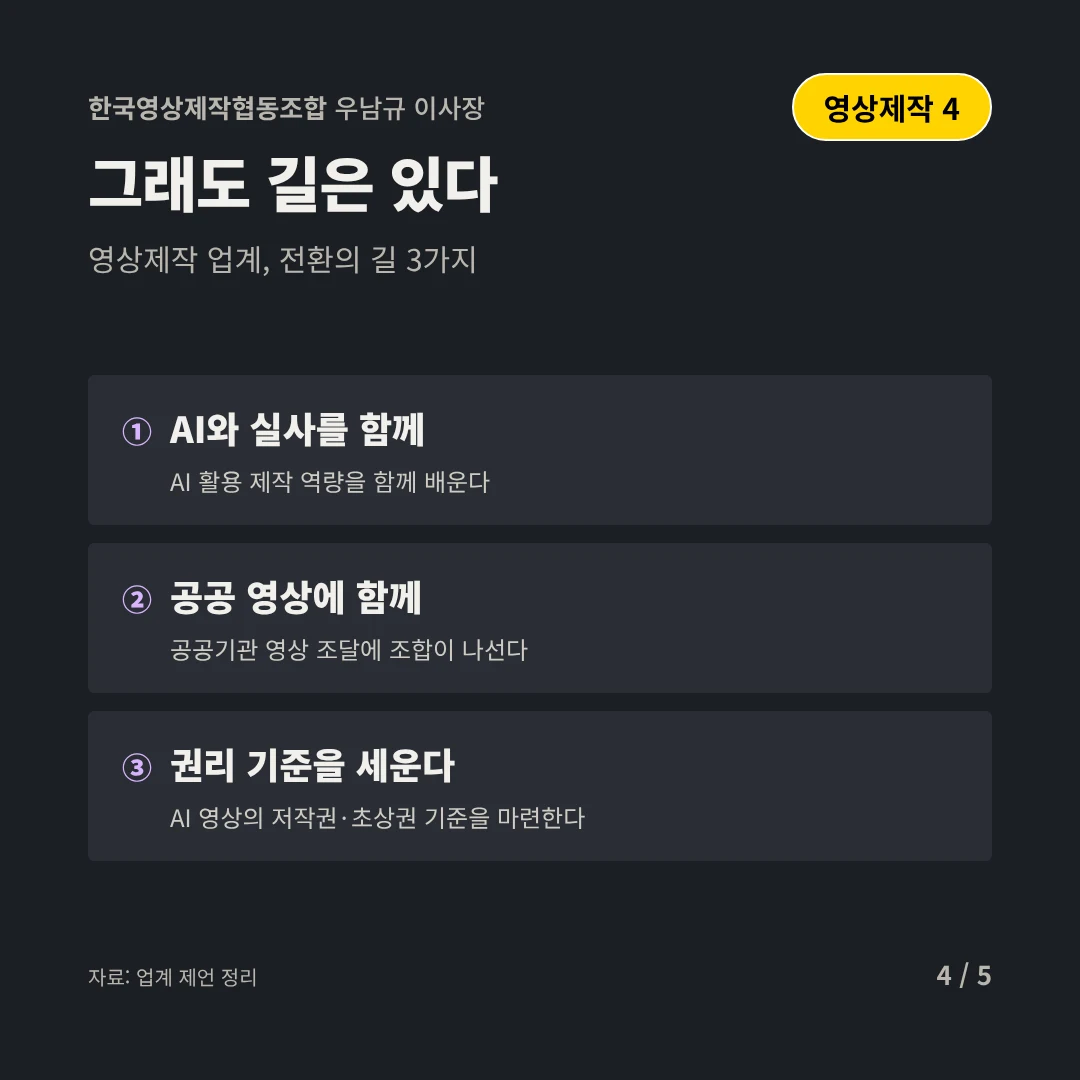 한국영상제작협동조합 우남규 이사장
영상제작 4
그래도 길은 있다
영상제작 업계, 전환의 길 3가지
① AI와 실사를 함께
AI 활용 제작 역량을 함께 배운다
② 공공 영상에 함께
공공기관 영상 조달에 조합이 나선다
③ 권리 기준을 세운다
AI 영상의 저작권·초상권 기준을 마련한다
자료: 업계 제언 정리
4 / 5